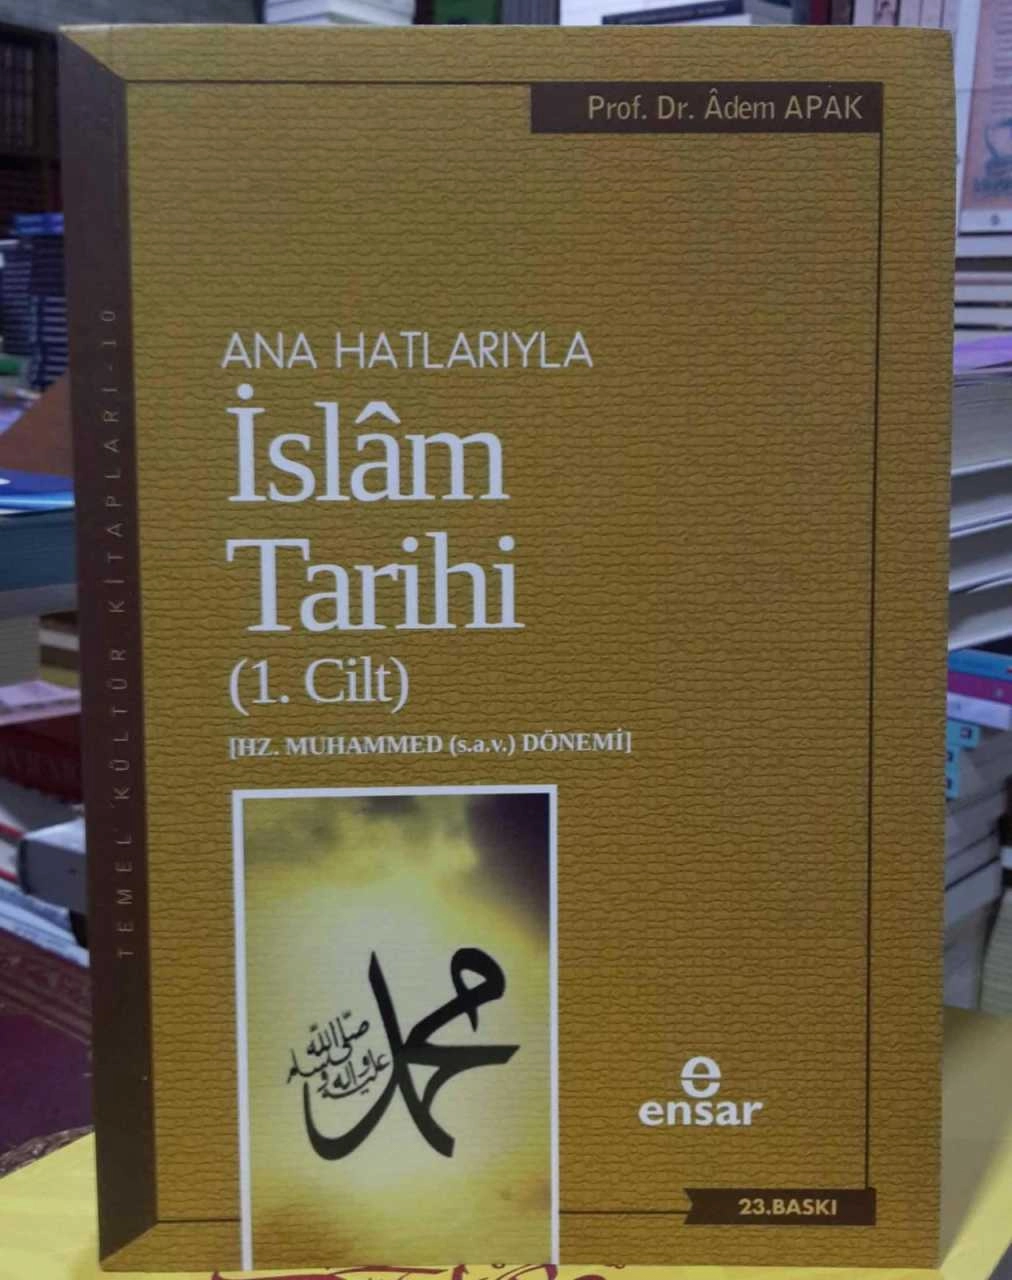 Prof. Dr. Âdem APAK
ANA HATLARIYLA
İslâm
Tarihi
(1. Cilt)
[HZ. MUHAMMED (s.a.v.) DÖNEMİ]
محمد
صلى الله
عليه وآله وسلم
e
ensar
23.BASKI
TEMEL KÜLTÜR KİTAPLARI-10